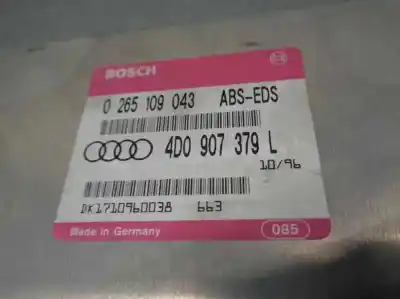 BOSCH
0 265 109 043 ABS-EDS
4D0 907 379 L
10/96
DK1710960038 663
Made in Germany 085